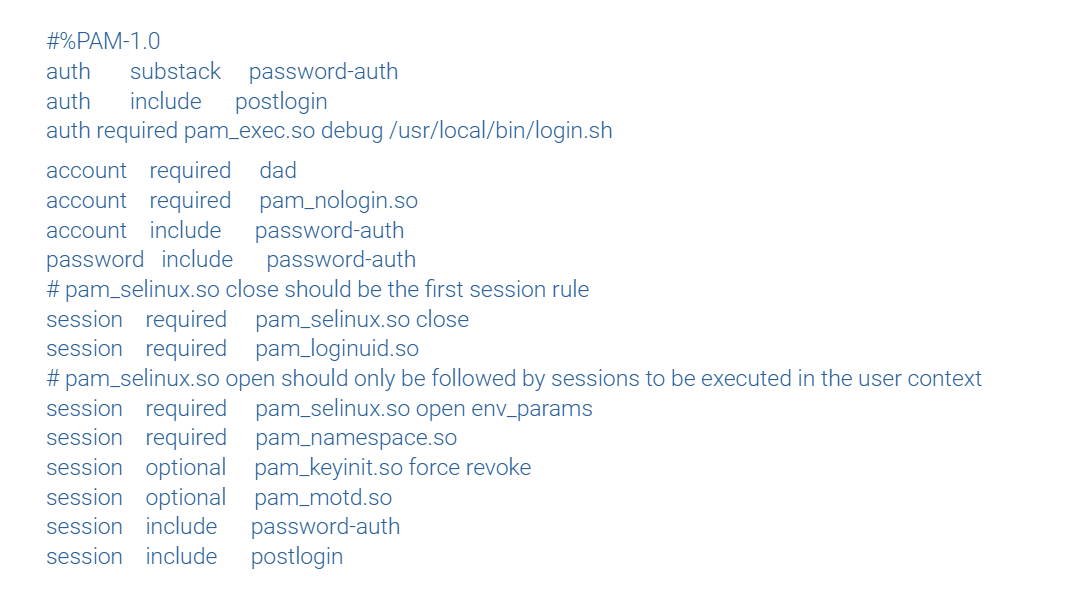 #%PAM-1.0
auth substack password-auth
auth include postlogin
auth required pam_exec.so debug /usr/local/bin/login.sh
account required dad
account required pam_nologin.so
account include password-auth
password include password-auth
# pam_selinux.so close should be the first session rule
session required pam_selinux.so close
session required pam_loginuid.so
# pam_selinux.so open should only be followed by sessions to be executed in the user context
session required pam_selinux.so open env_params
session required pam_namespace.so
session optional pam_keyinit.so force revoke
session optional pam_motd.so
session include password-auth
session include postlogin